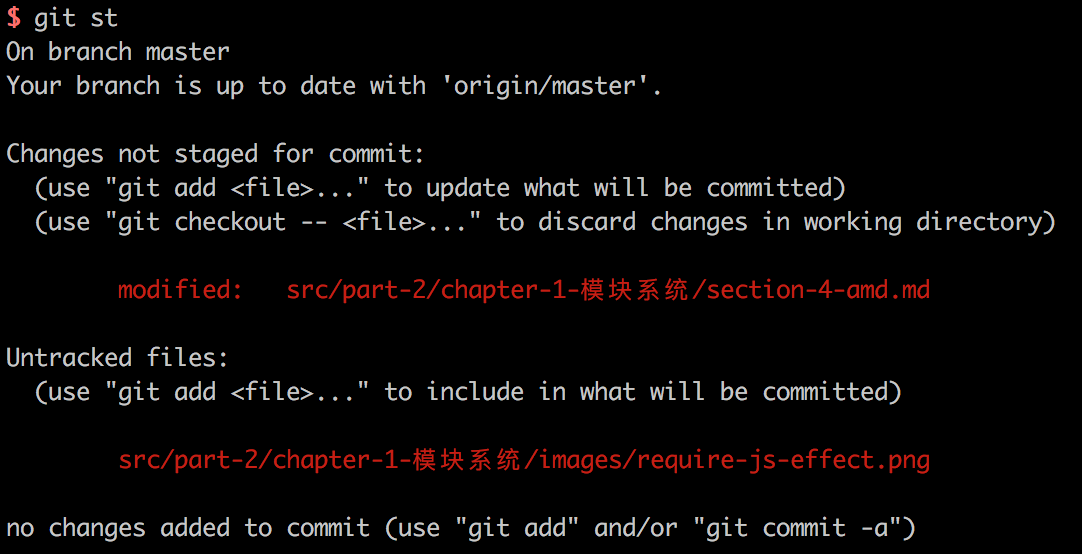 $ git st
On branch master
Your branch is up to date with 'origin/master'.
Changes not staged for commit:
  (use "git add <file>..." to update what will be committed)
  (use "git checkout -- <file>..." to discard changes in working directory)
        modified:   src/part-2/chapter-1-模块系统/section-4-amd.md
Untracked files:
  (use "git add <file>..." to include in what will be committed)
        src/part-2/chapter-1-模块系统/images/require-js-effect.png
no changes added to commit (use "git add" and/or "git commit -a")